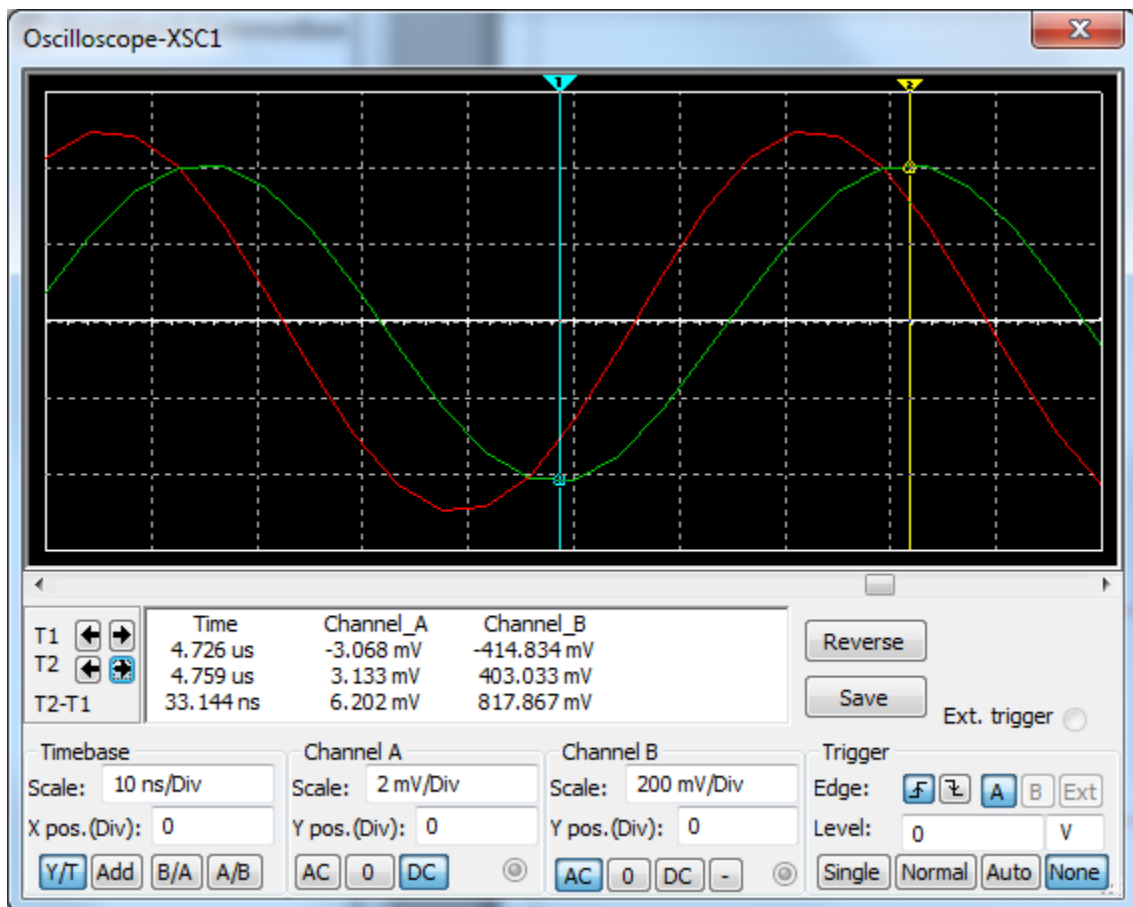 Oscilloscope-XSC1
x
1
2
Time Channel_A Channel_B
T1 4.726 us -3.068 mV -414.834 mV
T2 4.759 us 3.133 mV 403.033 mV
T2-T1 33.144 ns 6.202 mV 817.867 mV
Reverse
Save
Ext. trigger
Timebase
Scale: 10 ns/Div
X pos.(Div): 0
Y/T Add B/A A/B
Channel A
Scale: 2 mV/Div
Y pos.(Div): 0
AC 0 DC
Channel B
Scale: 200 mV/Div
Y pos.(Div): 0
AC 0 DC -
Trigger
Edge: A B Ext
Level: 0 V
Single Normal Auto None